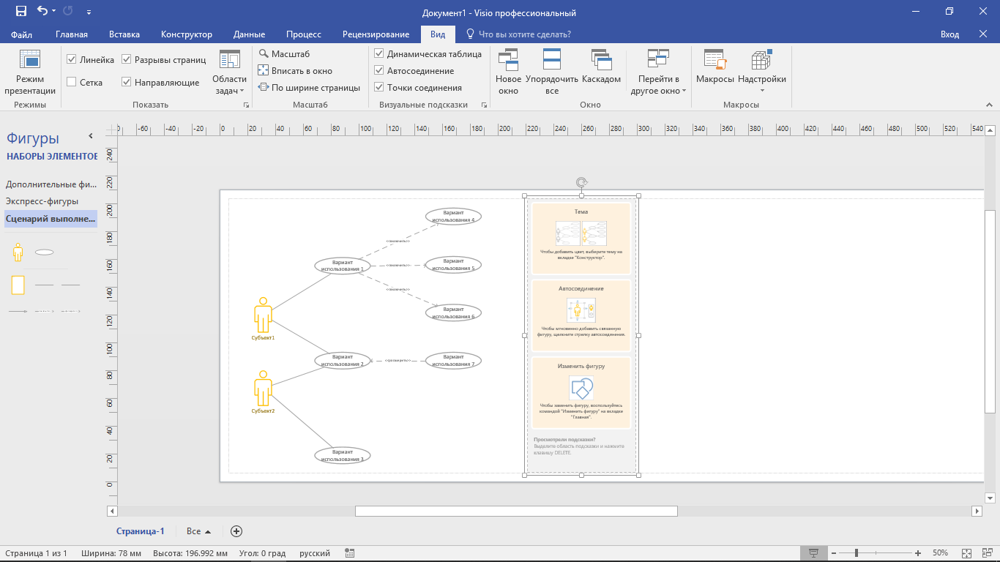 Документ1 - Visio профессиональный
Файл Главная Вставка Конструктор Данные Процесс Рецензирование Вид Что вы хотите сделать? Вход
Линейка Разрывы страниц
Сетка Направляющие
Режим
презентации
Области
задач
Масштаб
Вписать в окно
По ширине страницы
Динамическая таблица
Автосоединение
Точки соединения
Новое
окно
Упорядочить
все
Каскадом
Перейти в
другое окно
Макросы
Надстройки
Режимы Показать Масштаб Визуальные подсказки Окно Макросы
Фигуры
НАБОРЫ ЭЛЕМЕНТОВ
Дополнительные фи...
Экспресс-фигуры
Сценарий выполне...
-60 -40 -20 0 20 40 60 80 100 120 140 160 180 200 220 240 260 280 300 320 340 360 380 400 420 440 460 480 500 520 540
240
220
200
180
160
140
120
100
80
60
40
20
0
Вариант
использования 4
<<включить>>
Вариант
использования 1
<<включить>>
Вариант
использования 5
<<включить>>
Вариант
использования 6
Субъект1
Вариант
использования 2
<<расширить>>
Вариант
использования 7
Субъект2
Вариант
использования 3
Тема
Чтобы добавить цвет, выберите тему на
вкладке "Конструктор".
Автосоединение
Чтобы мгновенно добавить связанную
фигуру, щелкните стрелку автосоединения.
Изменить фигуру
Чтобы заменить фигуру, воспользуйтесь
командой "Изменить фигуру" на вкладке
"Главная".
Просмотрели подсказки?
Выделите область подсказки и нажмите
клавишу DELETE.
Страница-1 Все
Страница 1 из 1 Ширина: 78 мм Высота: 196.992 мм Угол: 0 град русский 50%